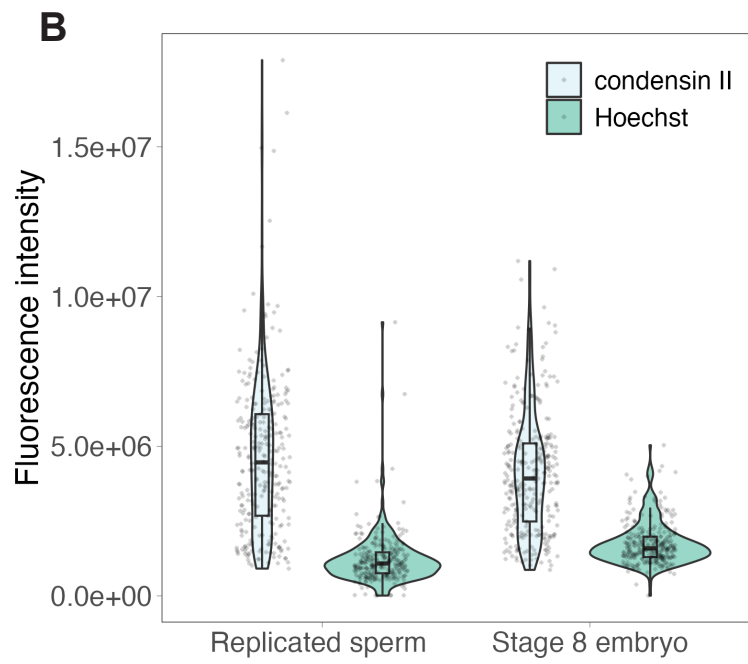 B
condensin II
Hoechst
Fluorescence intensity
1.5e+07
1.0e+07
5.0e+06
0.0e+00
Replicated sperm
Stage 8 embryo